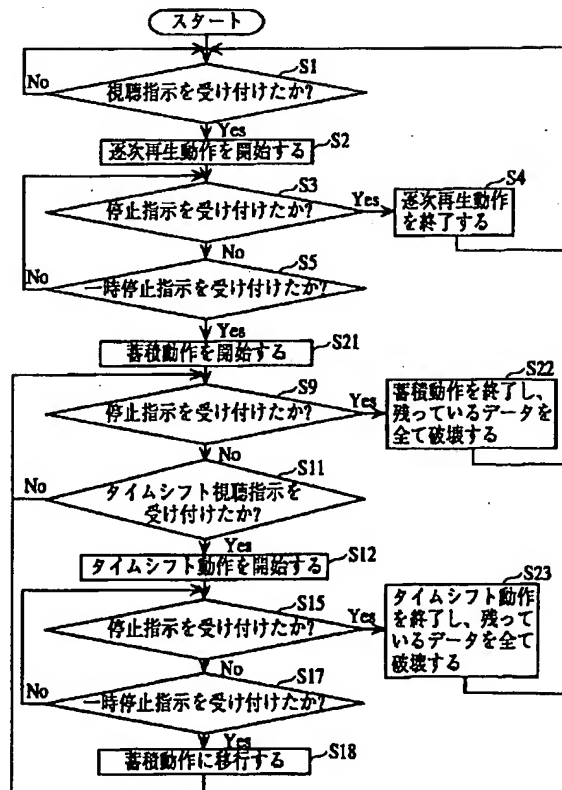 スタート
S1
No
視聴指示を受け付けたか?
Yes
逐次再生動作を開始する
S2
S3
停止指示を受け付けたか?
Yes
S4
逐次再生動作
を終了する
No
S5
No
一時停止指示を受け付けたか?
Yes
蓄積動作を開始する
S21
S9
停止指示を受け付けたか?
Yes
S22
蓄積動作を終了し、
残っているデータを
全て破壊する
No
S11
No
タイムシフト視聴指示を
受け付けたか?
Yes
タイムシフト動作を開始する
S12
S15
停止指示を受け付けたか?
Yes
S23
タイムシフト動作
を終了し、残って
いるデータを全て
破壊する
No
S17
No
一時停止指示を受け付けたか?
Yes
蓄積動作に移行する
S18